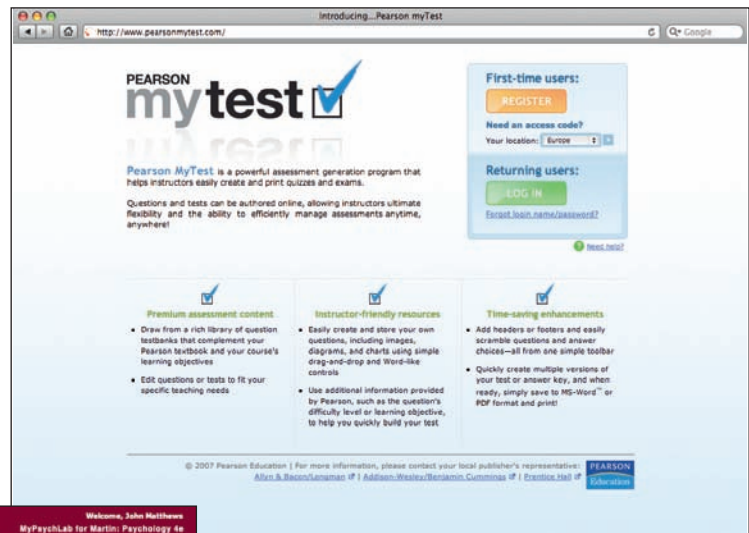 Introducing...Pearson myTest
http://www.pearsonmytest.com/
Google
PEARSON
mytest
Pearson MyTest is a powerful assessment generation program that
helps instructors easily create and print quizzes and exams.
Questions and tests can be authored online, allowing instructors ultimate
flexibility and the ability to efficiently manage assessments anytime,
anywhere!
First-time users:
REGISTER
Need an access code?
Your location: Europe
Returning users:
LOG IN
Forgot login name/password?
Need help?
Premium assessment content
• Draw from a rich library of question
testbanks that complement your
Pearson textbook and your course's
learning objectives
• Edit questions or tests to fit your
specific teaching needs
Instructor-friendly resources
• Easily create and store your own
questions, including images,
diagrams, and charts using simple
drag-and-drop and Word-like
controls
• Use additional information provided
by Pearson, such as the question's
difficulty level or learning objective,
to help you quickly build your test
Time-saving enhancements
• Add headers or footers and easily
scramble questions and answer
choices—all from one simple toolbar
• Quickly create multiple versions of
your test or answer key, and when
ready, simply save to MS-Word™ or
PDF format and print!
© 2007 Pearson Education | For more information, please contact your local publisher's representative:
Allyn & Bacon/Longman | Addison-Wesley/Benjamin Cummings | Prentice Hall
PEARSON
Education
Welcome, John Matthews
MyPsychLab for Martin: Psychology 4e